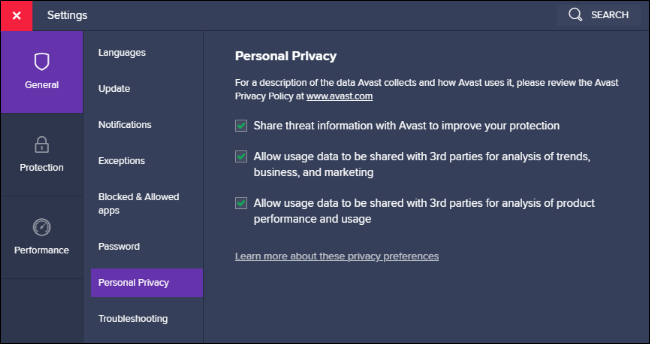 Settings
SEARCH
General
Protection
Performance
Languages
Update
Notifications
Exceptions
Blocked & Allowed
apps
Password
Personal Privacy
Troubleshooting
Personal Privacy
For a description of the data Avast collects and how Avast uses it, please review the Avast
Privacy Policy at www.avast.com
Share threat information with Avast to improve your protection
Allow usage data to be shared with 3rd parties for analysis of trends,
business, and marketing
Allow usage data to be shared with 3rd parties for analysis of product
performance and usage
Learn more about these privacy preferences